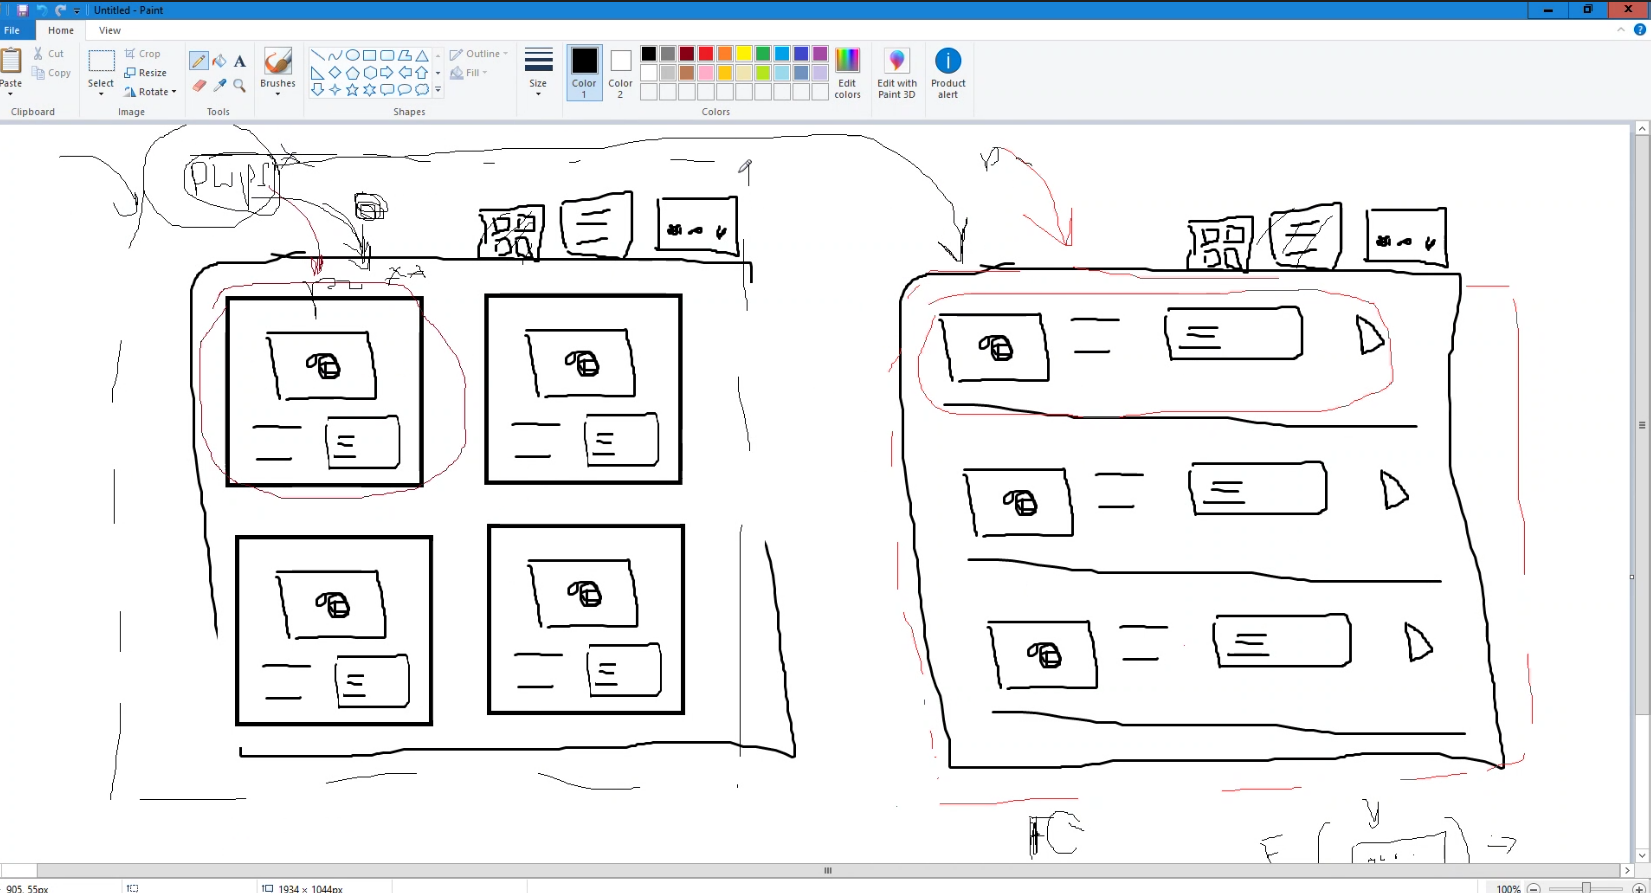 Untitled - Paint
File
Home
View
Paste
Cut
Copy
Clipboard
Select
Crop
Resize
Rotate
Image
A
Tools
Brushes
Shapes
Outline
Fill
Size
Color
1
Color
2
Edit
colors
Colors
Edit with
Paint 3D
Product
alert
905, 55px
1934 × 1044px
100%